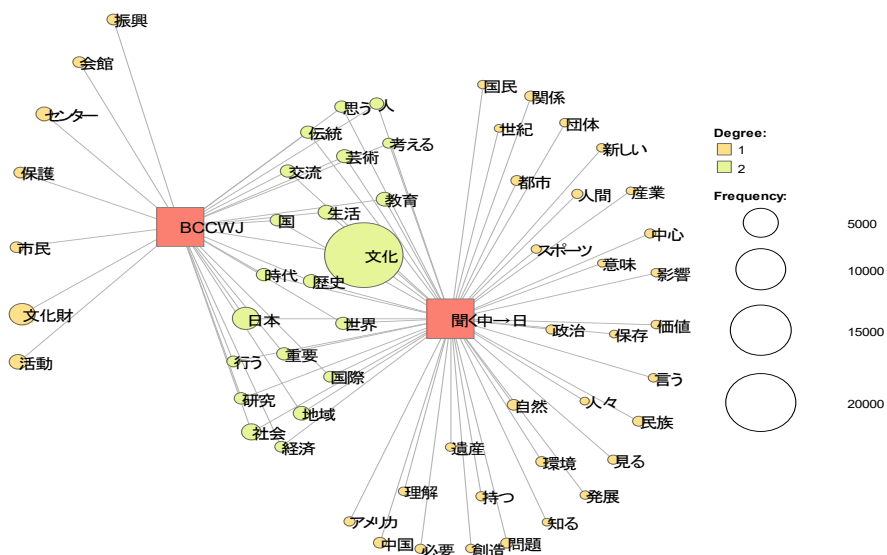 振興
会館
センター
保護
市民
文化財
活動
BCCWJ
思う
人
伝統
考える
芸術
交流
教育
生活
国
文化
時代
歴史
日本
世界
行う
重要
国際
研究
地域
社会
経済
聞く中→日
国民
関係
世紀
団体
新しい
都市
人間
産業
スポーツ
中心
意味
影響
政治
保存
価値
言う
自然
人々
民族
遺産
環境
見る
理解
持つ
発展
アメリカ
知る
中国
必要
創造
問題
Degree:
1
2
Frequency:
5000
10000
15000
20000